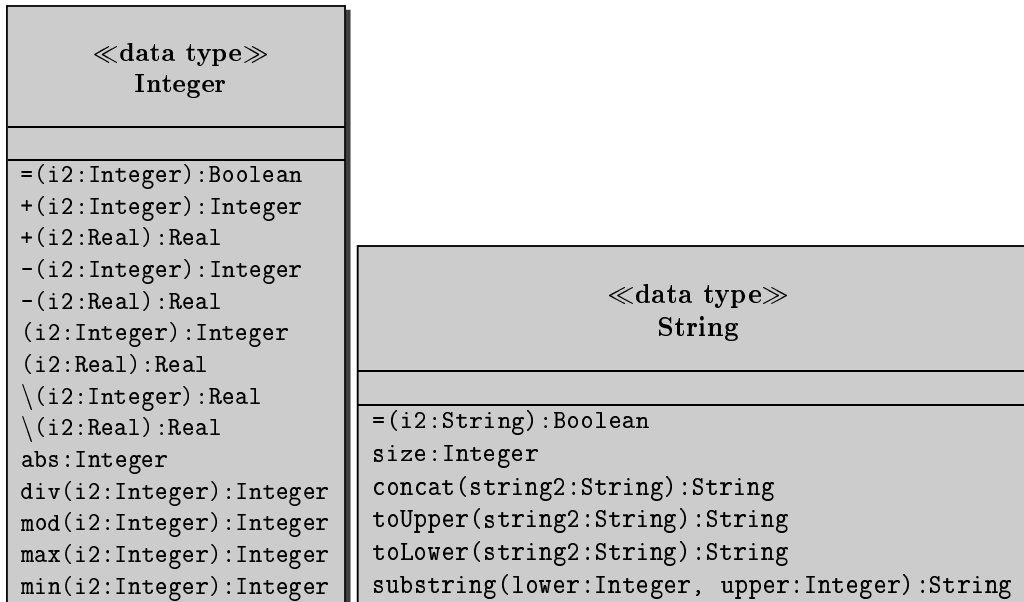 ≪data type≫
Integer
=(i2:Integer):Boolean
+(i2:Integer):Integer
+(i2:Real):Real
-(i2:Integer):Integer
-(i2:Real):Real
(i2:Integer):Integer
(i2:Real):Real
\(i2:Integer):Real
\(i2:Real):Real
abs:Integer
div(i2:Integer):Integer
mod(i2:Integer):Integer
max(i2:Integer):Integer
min(i2:Integer):Integer
≪data type≫
String
=(i2:String):Boolean
size:Integer
concat(string2:String):String
toUpper(string2:String):String
toLower(string2:String):String
substring(lower:Integer, upper:Integer):String